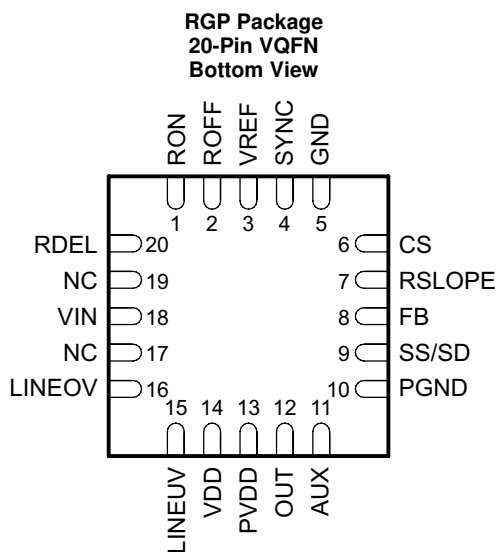 RGP Package
20-Pin VQFN
Bottom View
RON
ROFF
VREF
SYNC
GND
1 2 3 4 5
RDEL 20 6 CS
NC 19 7 RSLOPE
VIN 18 8 FB
NC 17 9 SS/SD
LINEOV 16 10 PGND
15 14 13 12 11
LINEUV
VDD
PVDD
OUT
AUX